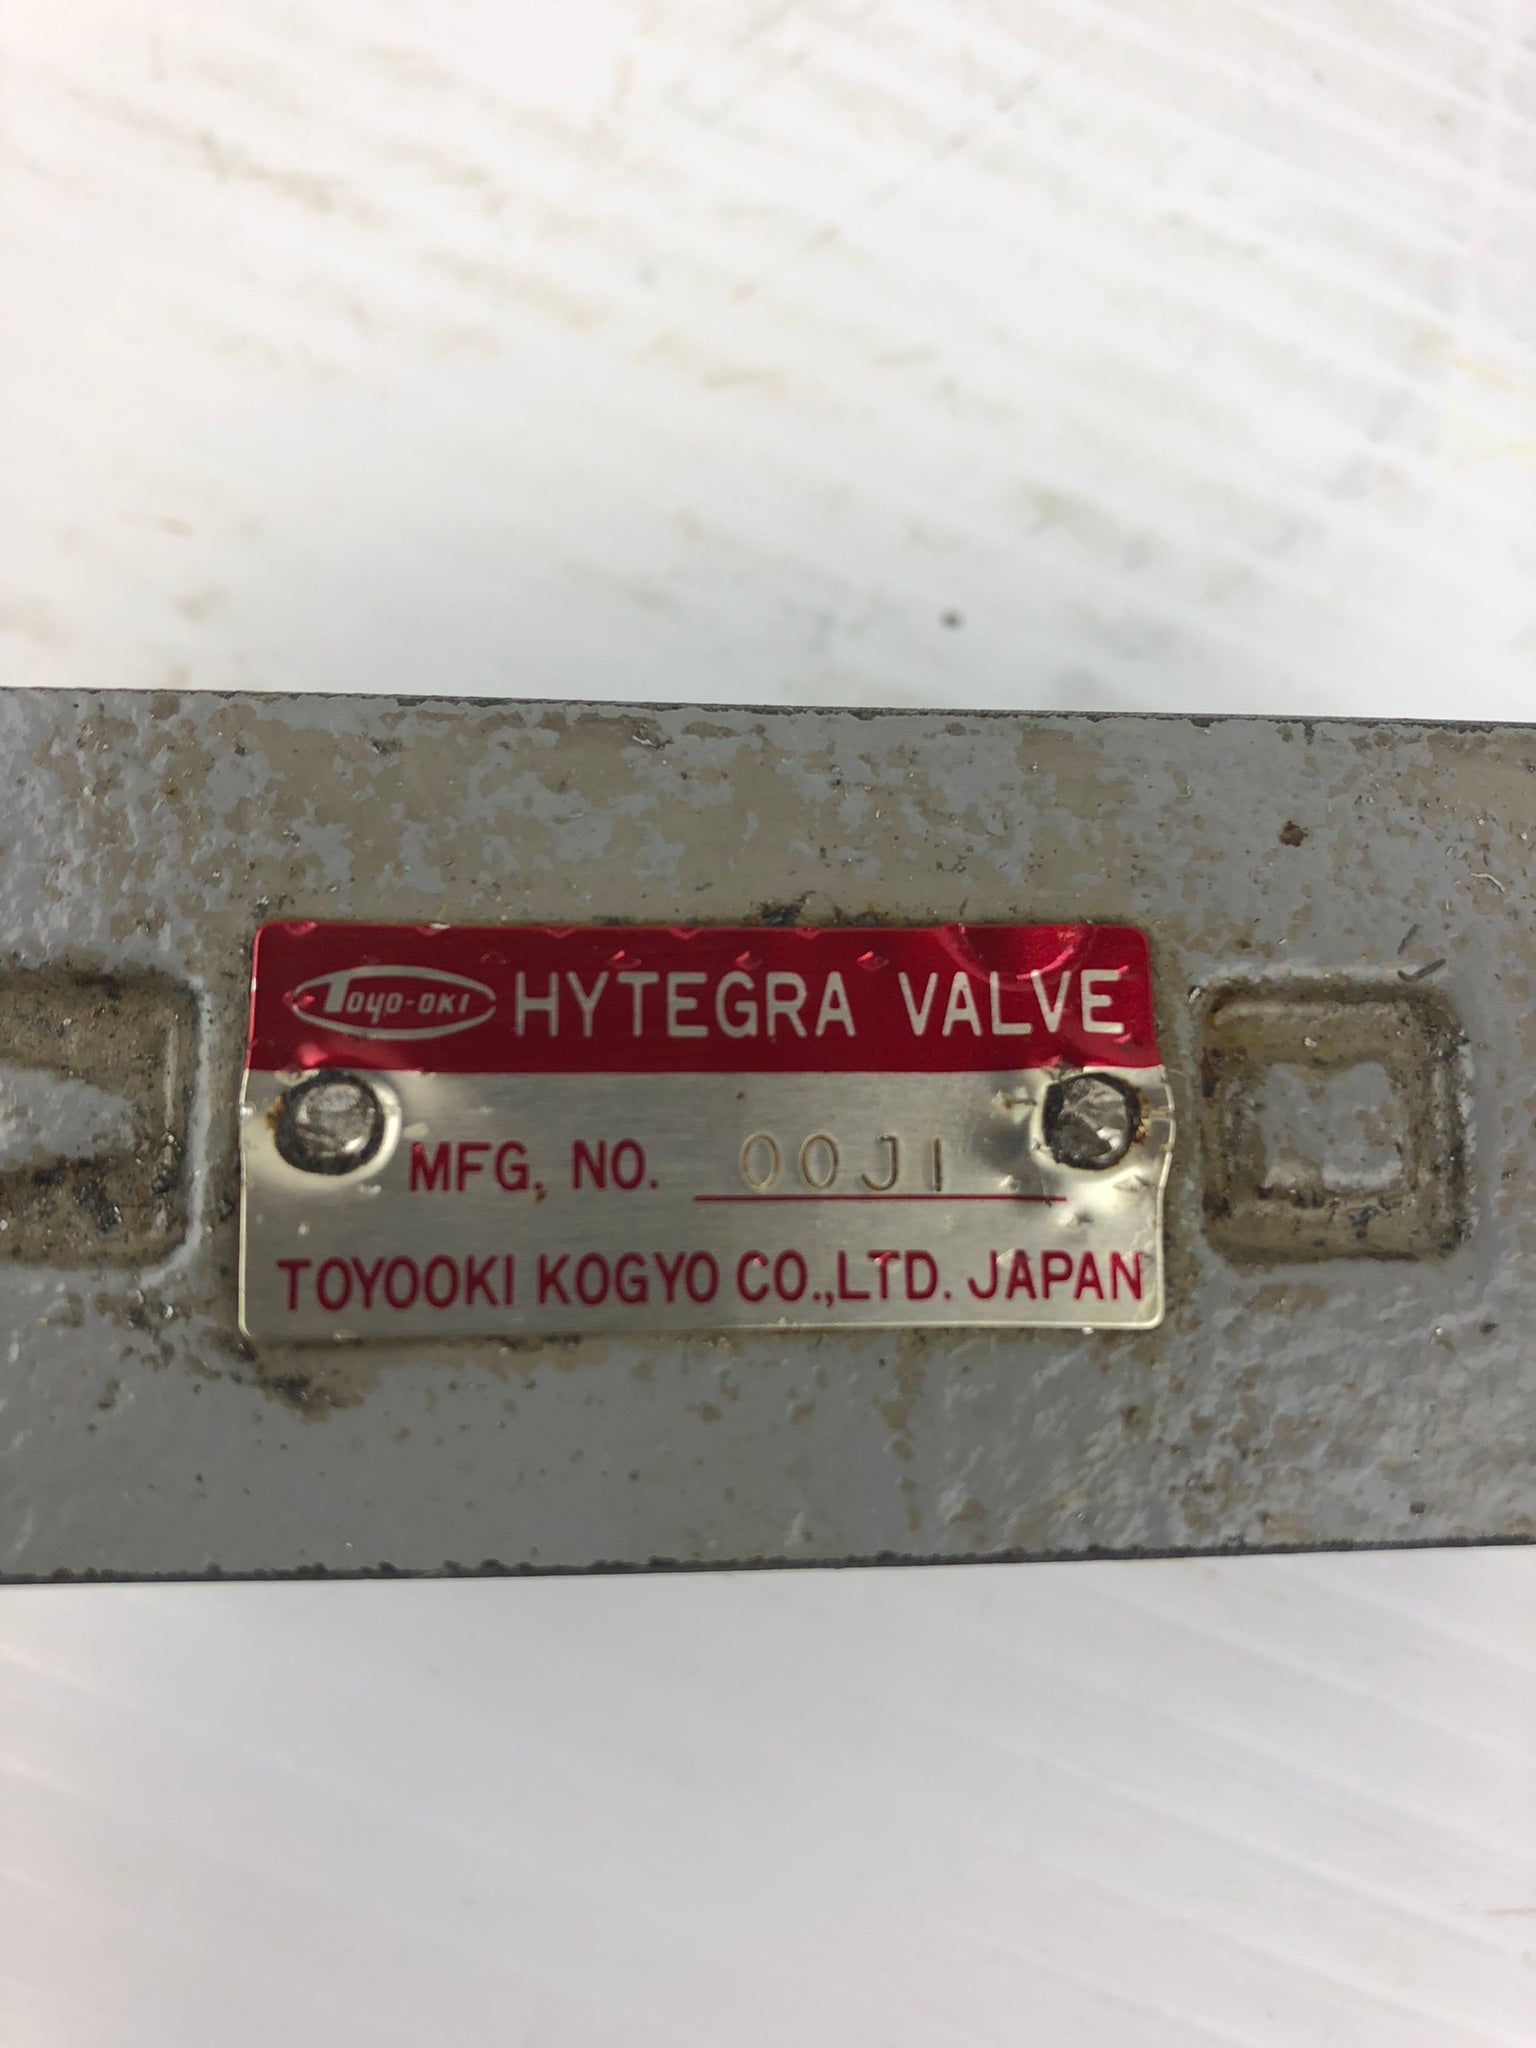 TOYO-OKI HYTEGRA VALVE
MFG. NO. 00J1
TOYOOKI KOGYO CO.,LTD. JAPAN